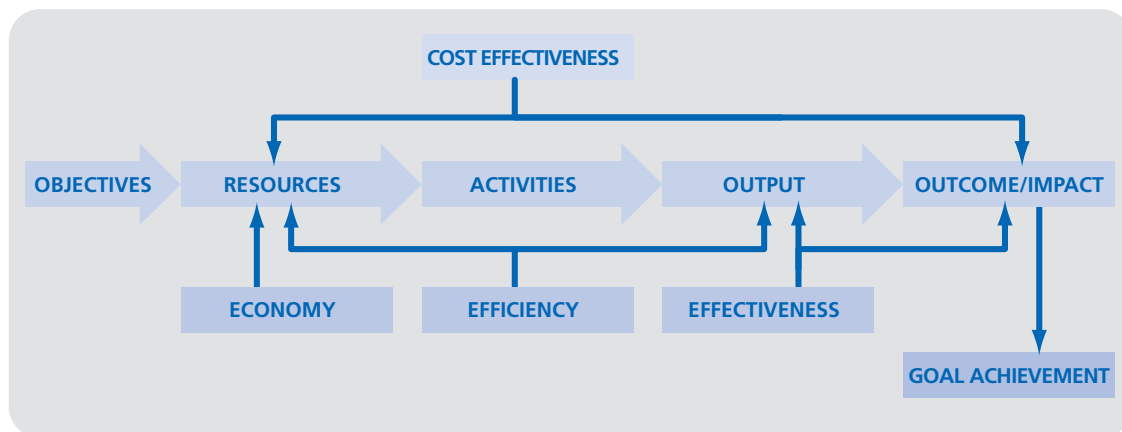 COST EFFECTIVENESS
OBJECTIVES
RESOURCES
ACTIVITIES
OUTPUT
OUTCOME/IMPACT
ECONOMY
EFFICIENCY
EFFECTIVENESS
GOAL ACHIEVEMENT